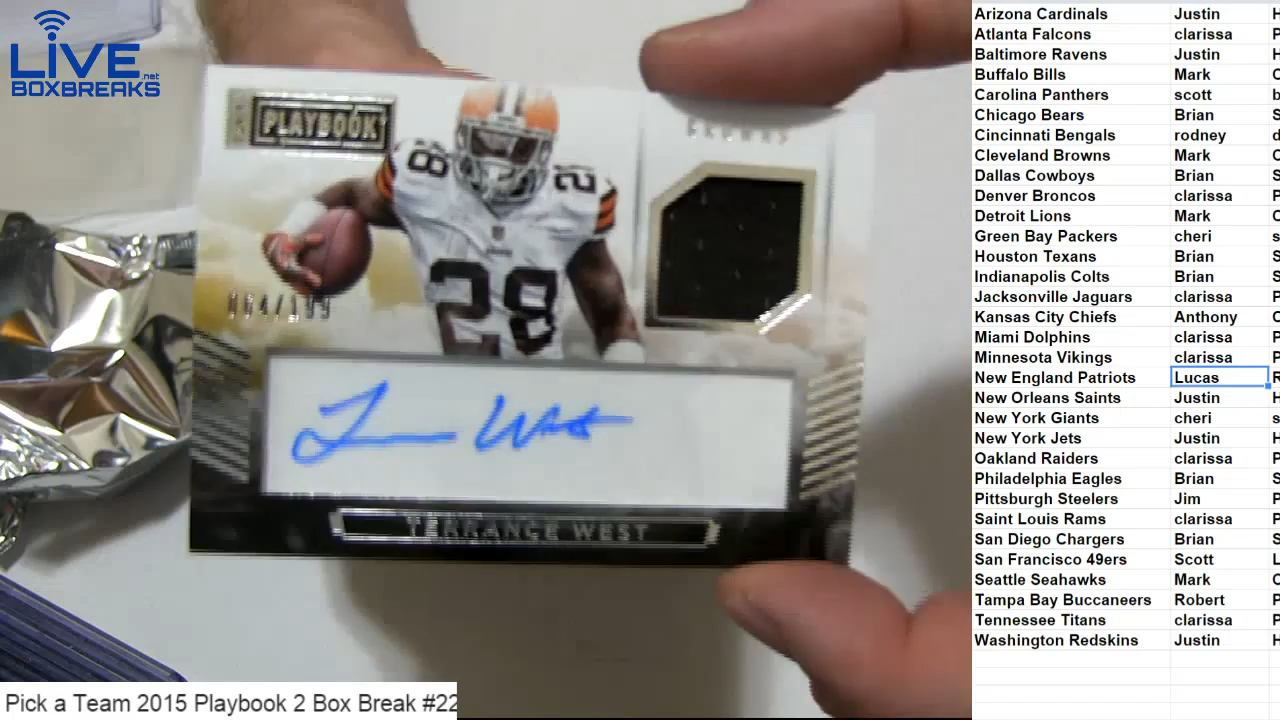 LIVE.net
BOXBREAKS
PLAYBOOK
BROWNS
28
28
28
064/199
TERRANCE WEST
Pick a Team 2015 Playbook 2 Box Break #22
Arizona Cardinals Justin H
Atlanta Falcons clarissa P
Baltimore Ravens Justin H
Buffalo Bills Mark C
Carolina Panthers scott b
Chicago Bears Brian S
Cincinnati Bengals rodney d
Cleveland Browns Mark C
Dallas Cowboys Brian S
Denver Broncos clarissa P
Detroit Lions Mark C
Green Bay Packers cheri s
Houston Texans Brian S
Indianapolis Colts Brian S
Jacksonville Jaguars clarissa P
Kansas City Chiefs Anthony C
Miami Dolphins clarissa P
Minnesota Vikings clarissa P
New England Patriots Lucas R
New Orleans Saints Justin H
New York Giants cheri s
New York Jets Justin H
Oakland Raiders clarissa P
Philadelphia Eagles Brian S
Pittsburgh Steelers Jim P
Saint Louis Rams clarissa P
San Diego Chargers Brian S
San Francisco 49ers Scott L
Seattle Seahawks Mark C
Tampa Bay Buccaneers Robert P
Tennessee Titans clarissa P
Washington Redskins Justin H